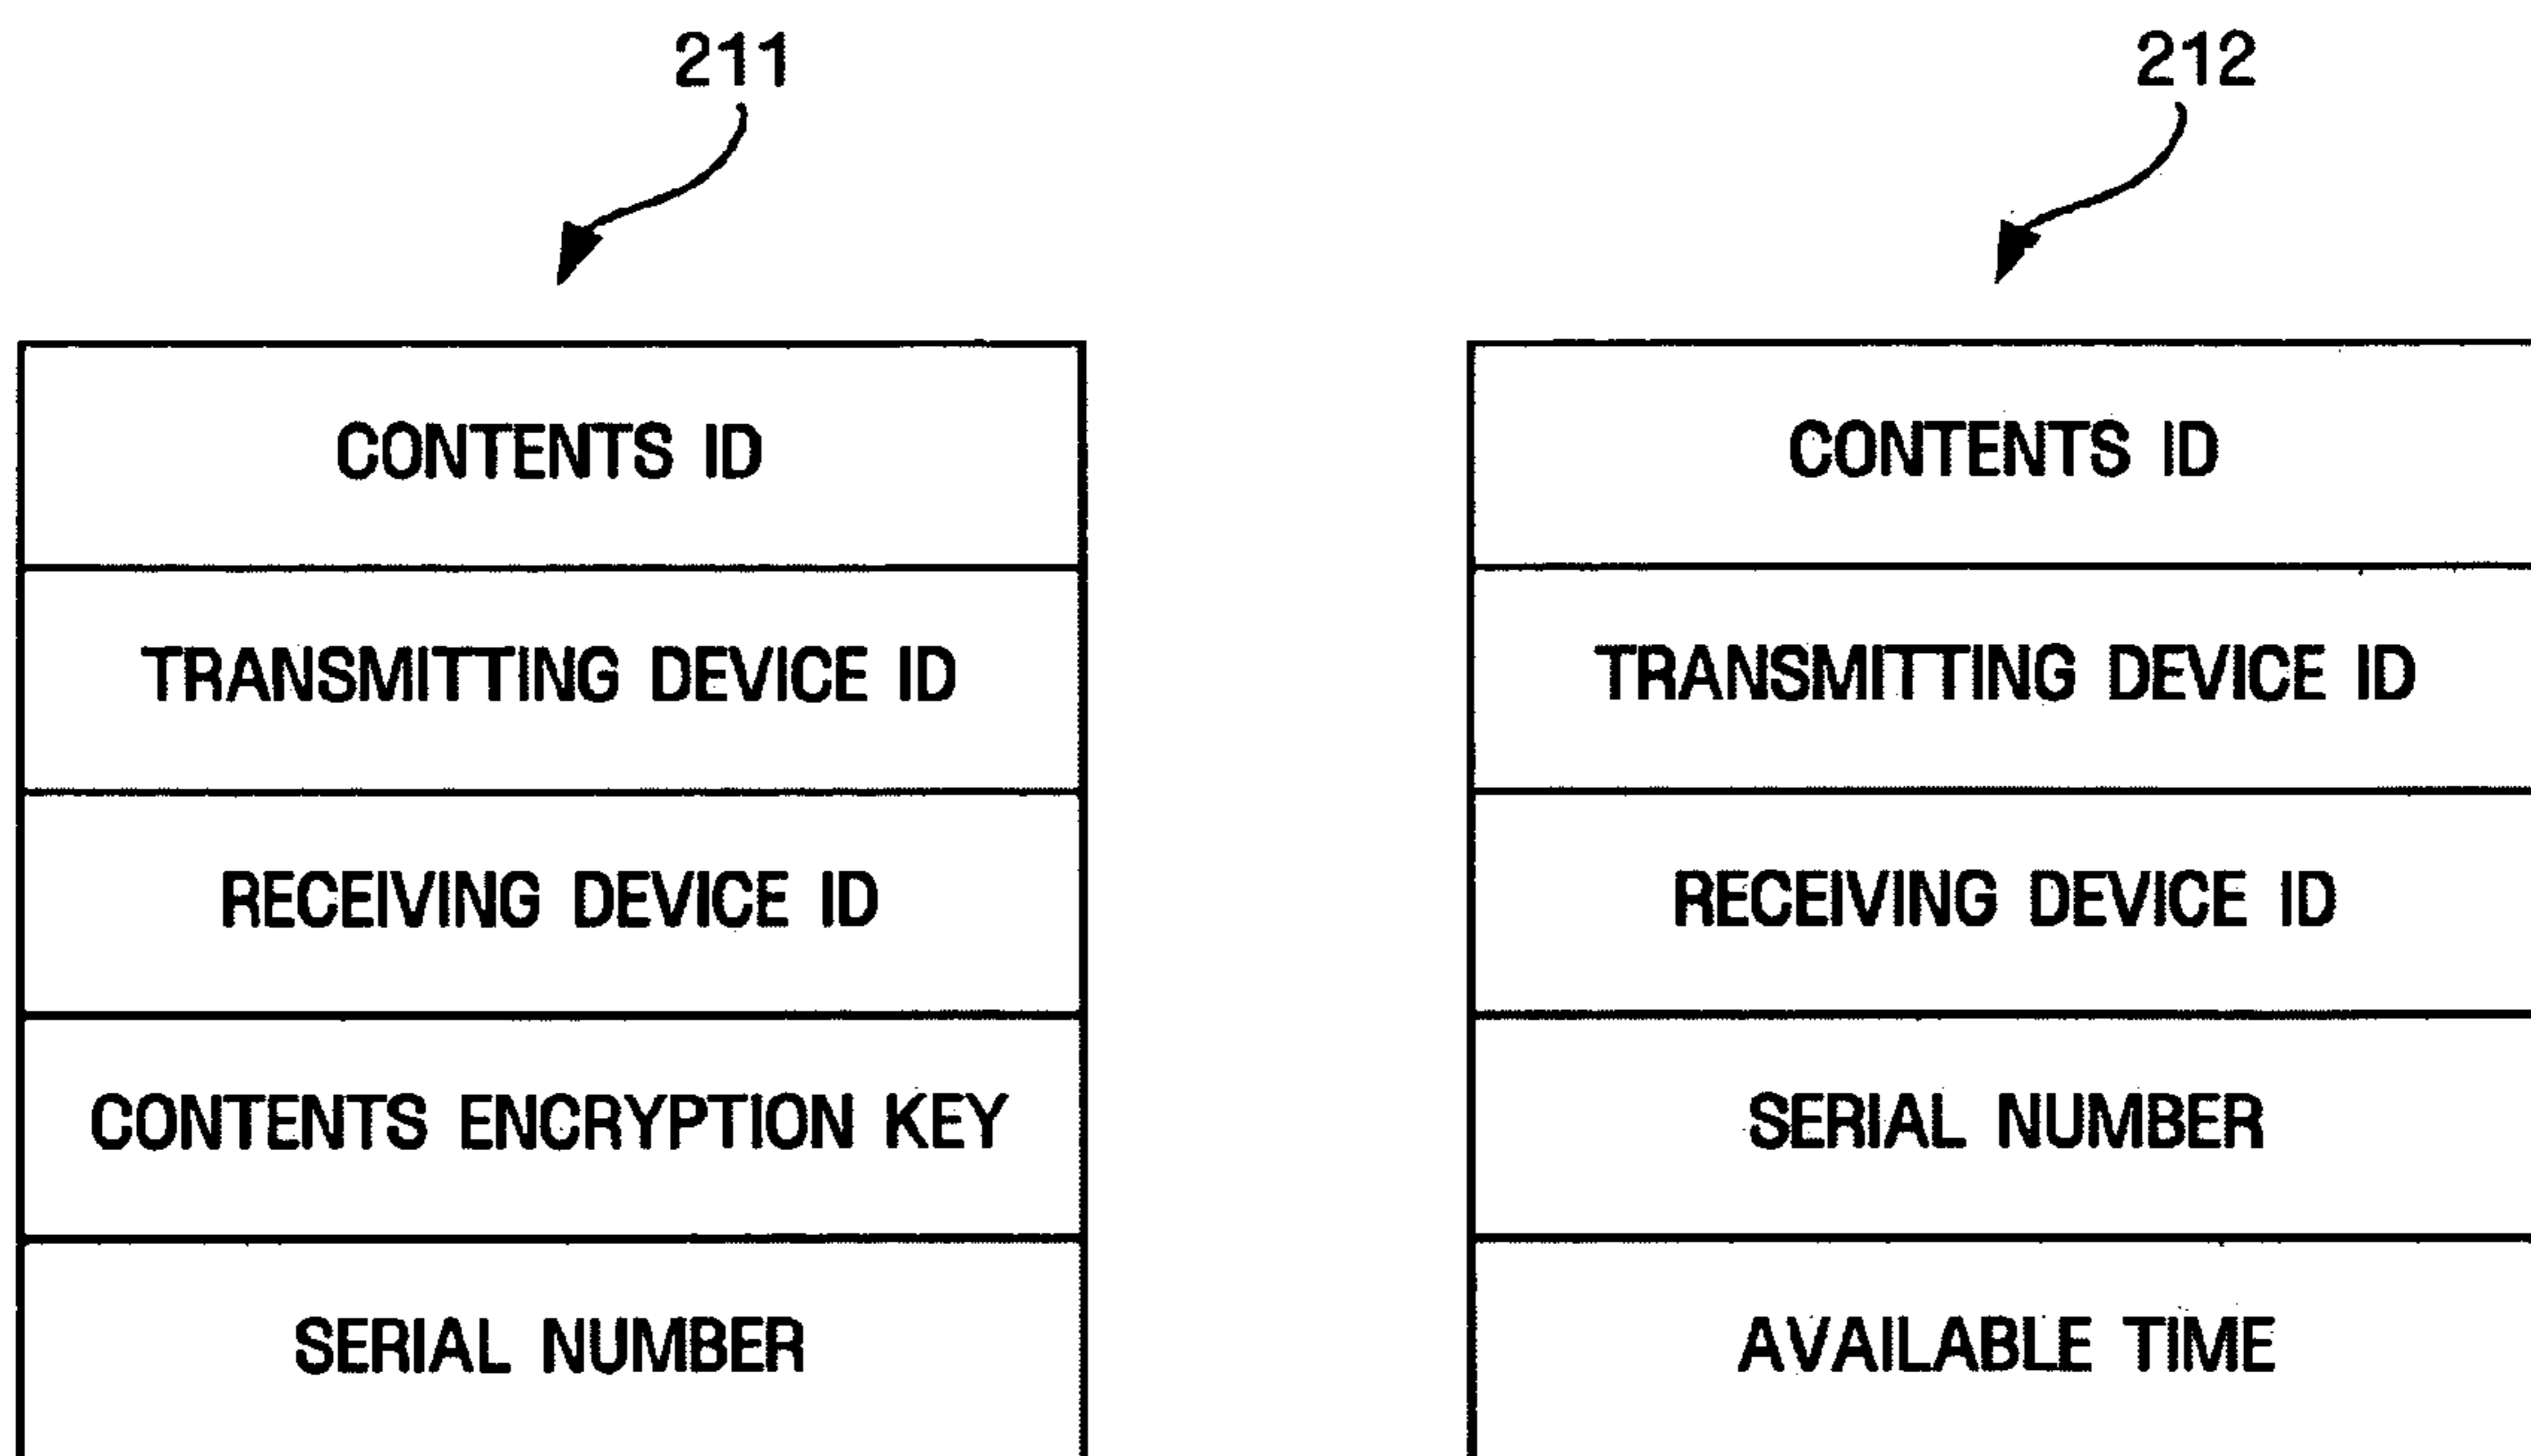 211
CONTENTS ID
TRANSMITTING DEVICE ID
RECEIVING DEVICE ID
CONTENTS ENCRYPTION KEY
SERIAL NUMBER
212
CONTENTS ID
TRANSMITTING DEVICE ID
RECEIVING DEVICE ID
SERIAL NUMBER
AVAILABLE TIME